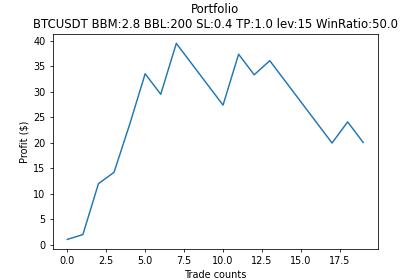 Portfolio
BTCUSDT BBM:2.8 BBL:200 SL:0.4 TP:1.0 lev:15 WinRatio:50.0
40
35
30
25
20
15
10
5
0
Profit ($)
0.0 2.5 5.0 7.5 10.0 12.5 15.0 17.5
Trade counts